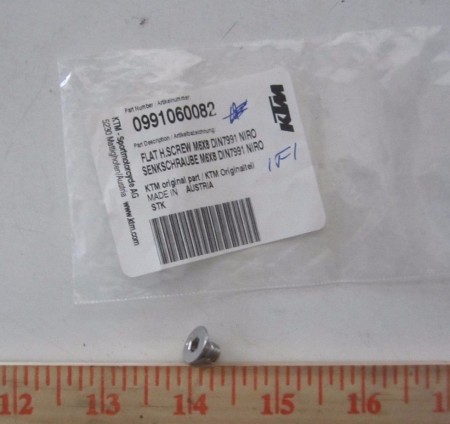 Part Number / Artikelnummer:
0991060082
KTM
Part Description / Artikelbezeichnung:
FLAT H.SCREW M6X8 DIN7991 NIRO
SENKSCHRAUBE M6X8 DIN7991 NIRO
1F1
KTM original part / KTM Originalteil
MADE IN AUSTRIA
STK
KTM - Sportmotorcycle AG
5230 Mattighofen/Austria
www.ktm.com
12 13 14 15 16